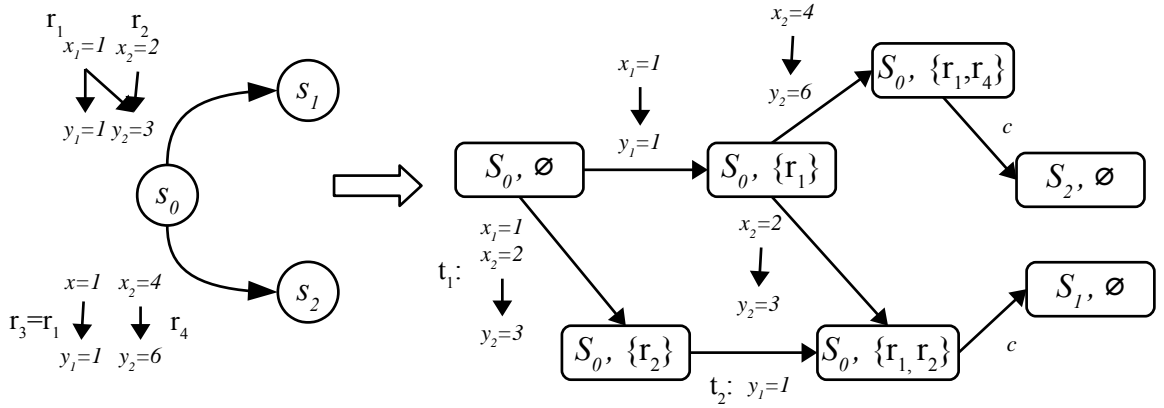 r₁ r₂
x₁=1 x₂=2
y₁=1 y₂=3
s₁
s₀
s₂
x=1 x₂=4
r₃=r₁ r₄
y₁=1 y₂=6
x₂=4
y₂=6
x₁=1
y₁=1
S₀, {r₁,r₄}
c
S₀, ∅
S₀, {r₁}
S₂, ∅
x₁=1
x₂=2
t₁:
y₂=3
x₂=2
y₂=3
S₁, ∅
S₀, {r₂}
S₀, {r₁, r₂}
c
t₂: y₁=1